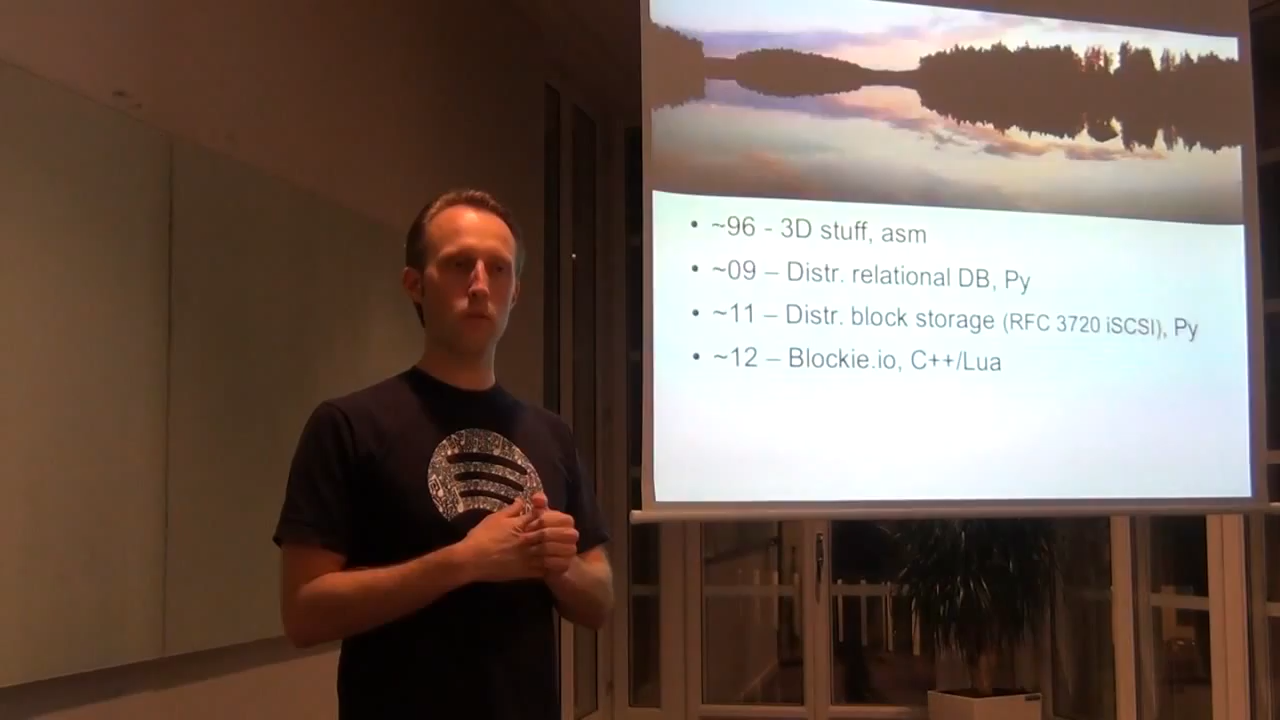 • ~96 - 3D stuff, asm
• ~09 – Distr. relational DB, Py
• ~11 – Distr. block storage (RFC 3720 iSCSI), Py
• ~12 – Blockie.io, C++/Lua